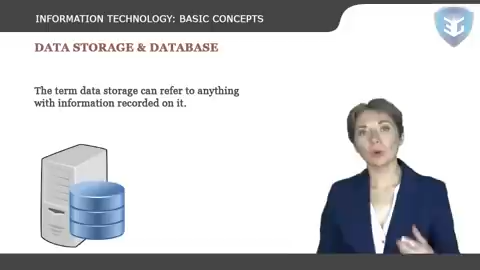 INFORMATION TECHNOLOGY: BASIC CONCEPTS
DATA STORAGE & DATABASE
The term data storage can refer to anything
with information recorded on it.